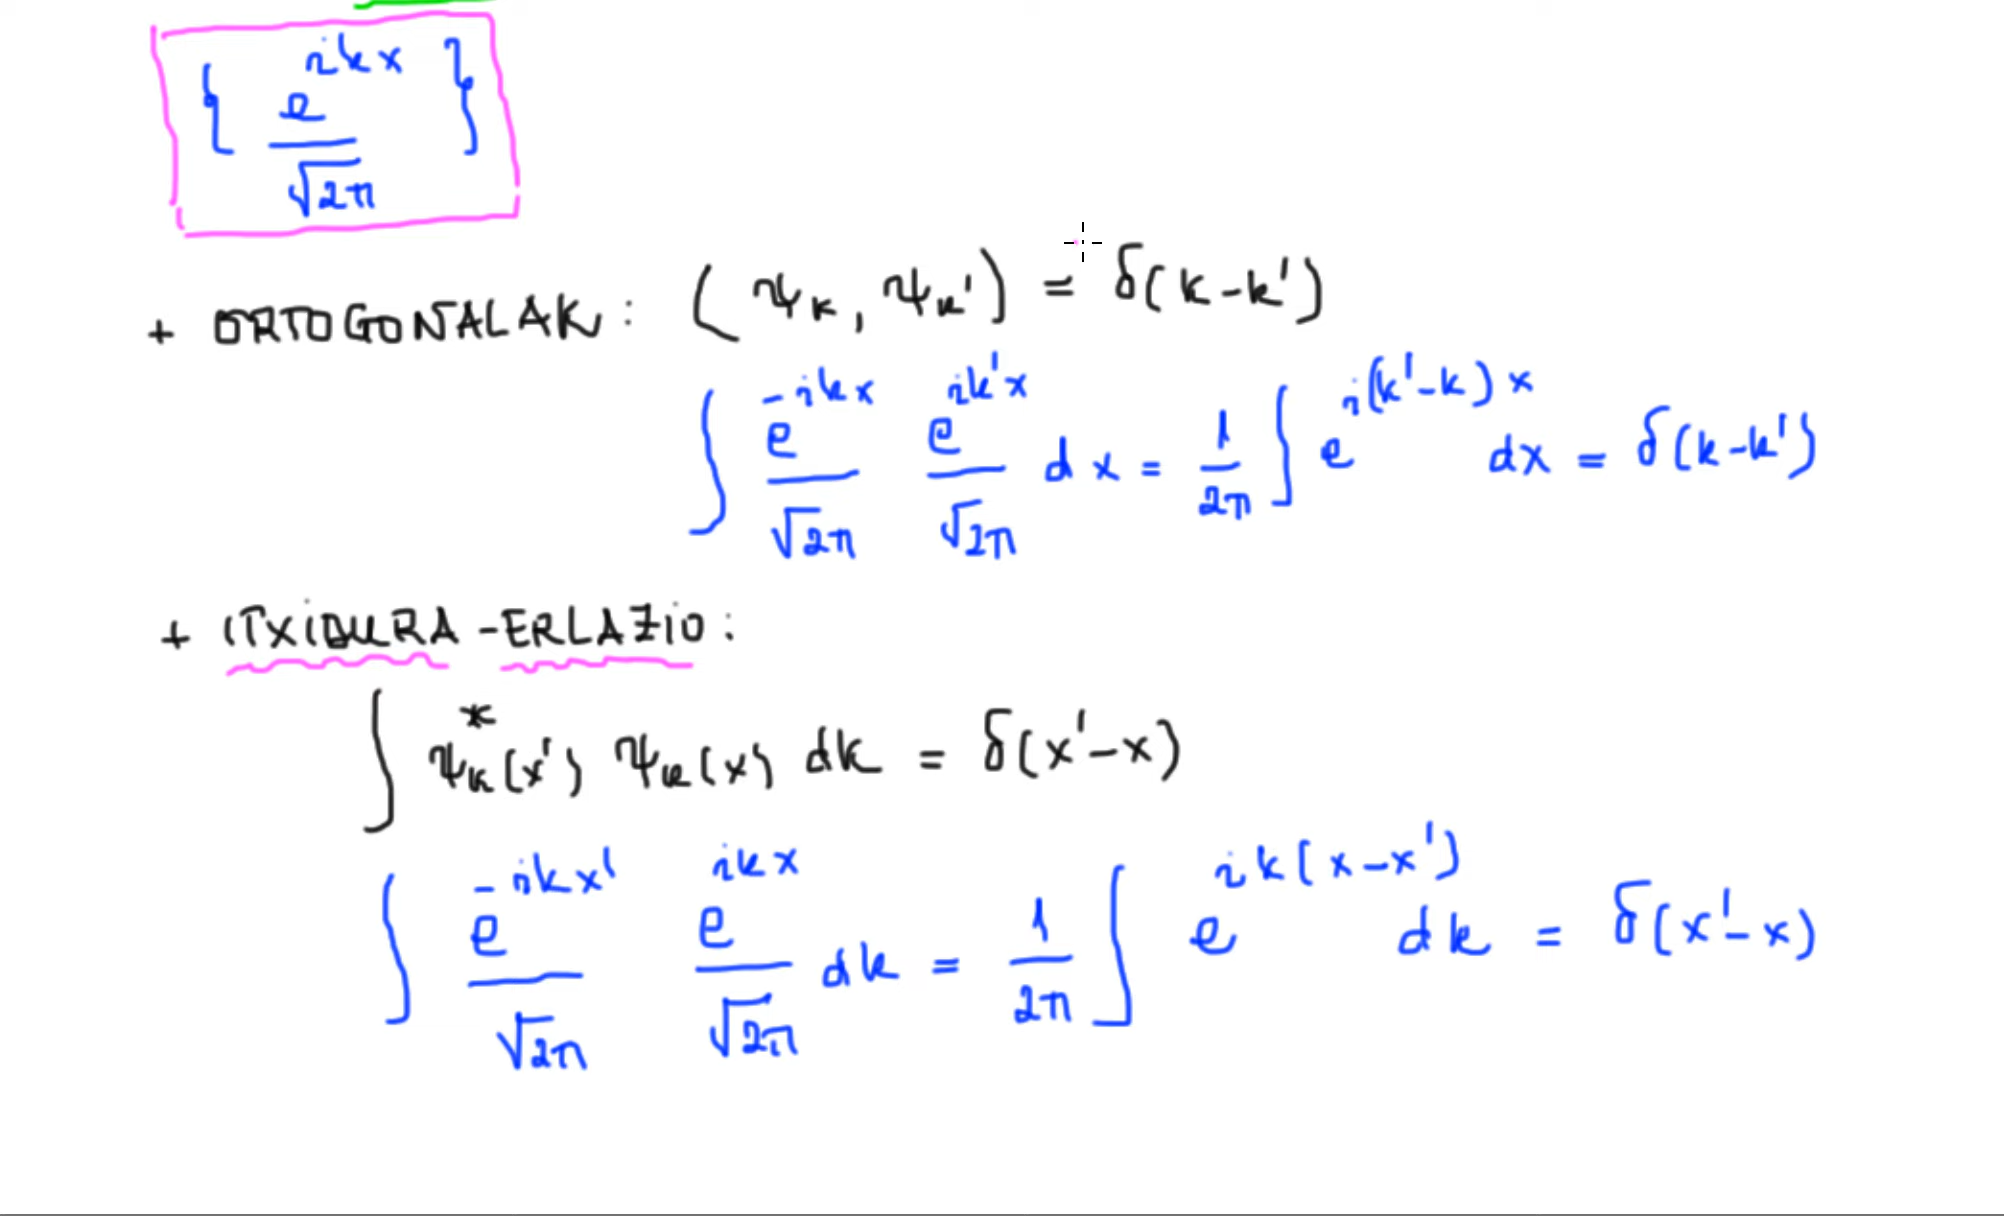 { e^{ikx} / √2π }
+ ORTOGONALAK: (ψ_k, ψ_k') = δ(k-k')
∫ e^{-ikx}/√2π e^{ik'x}/√2π dx = 1/2π ∫ e^{i(k'-k)x} dx = δ(k-k')
+ ITXIDURA-ERLAZIO:
∫ ψ_k^*(x') ψ_k(x) dk = δ(x'-x)
∫ e^{-ikx'}/√2π e^{ikx}/√2π dk = 1/2π ∫ e^{ik(x-x')} dk = δ(x'-x)